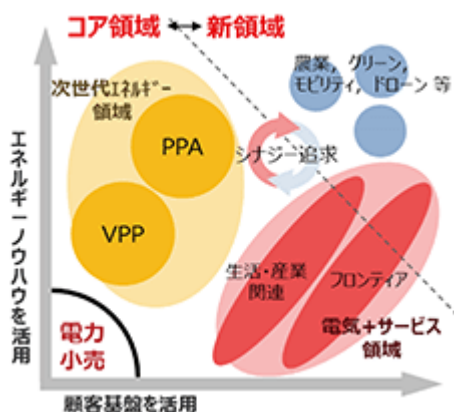 コア領域 ⟷ 新領域
次世代エネルギー
領域
PPA
VPP
農業, グリーン,
モビリティ, ドローン 等
シナジー追求
生活・産業
関連
フロンティア
電気+サービス
領域
電力
小売
エネルギーノウハウを活用
顧客基盤を活用